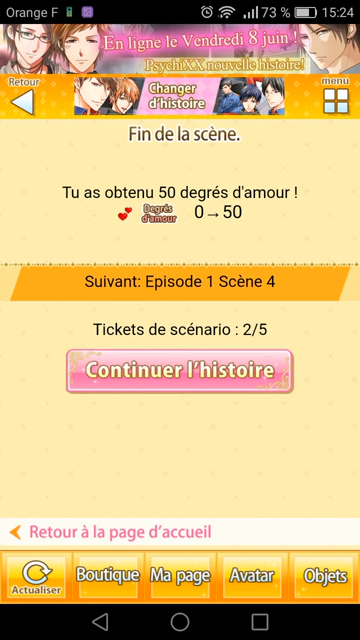 Orange F 73 % 15:24
En ligne le Vendredi 8 juin !
PsychiXX nouvelle histoire!
Retour
Changer
d'histoire
menu
Fin de la scène.
Tu as obtenu 50 degrés d'amour !
Degrés
d'amour
0→50
Suivant: Episode 1 Scène 4
Tickets de scénario : 2/5
Continuer l'histoire
Retour à la page d'accueil
Actualiser
Boutique
Ma page
Avatar
Objets